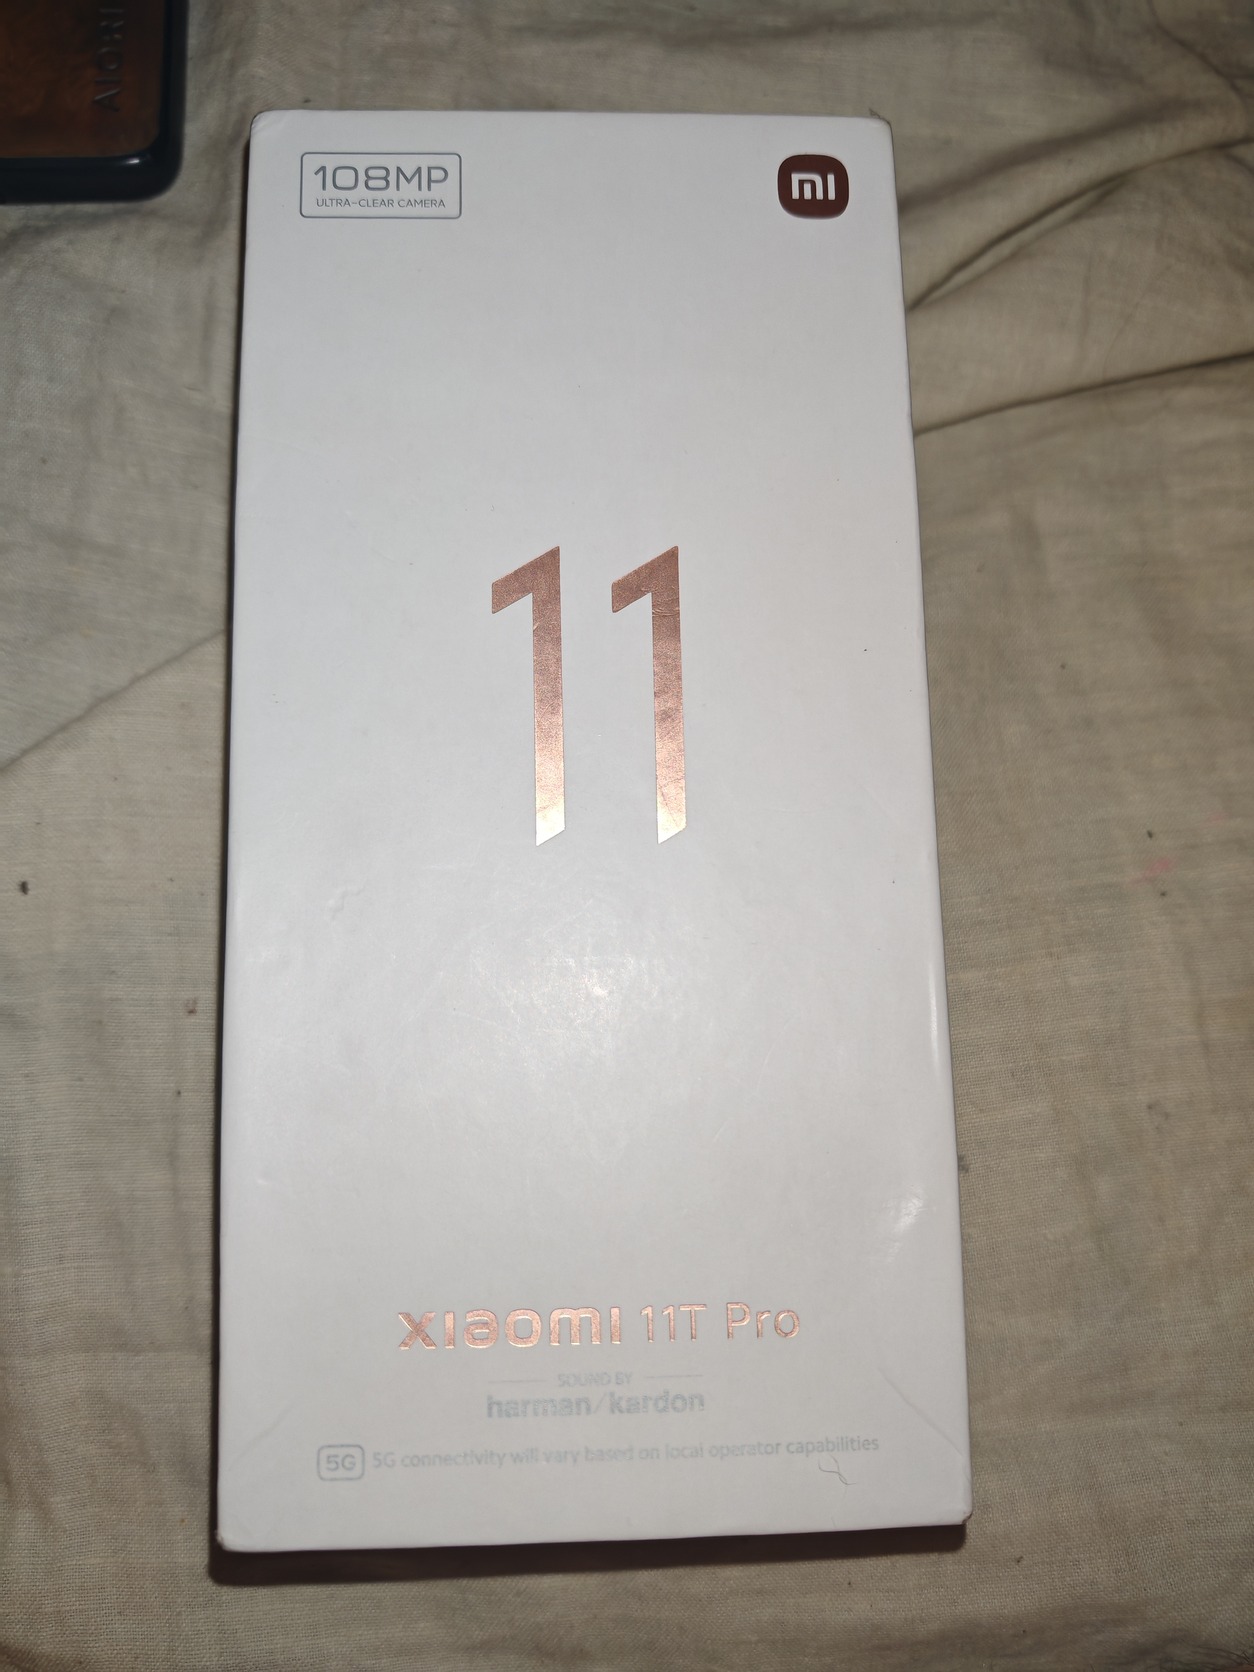 108MP
ULTRA-CLEAR CAMERA
mi
11
xiaomi 11T Pro
SOUND BY
harman/kardon
5G 5G connectivity will vary based on local operator capabilities